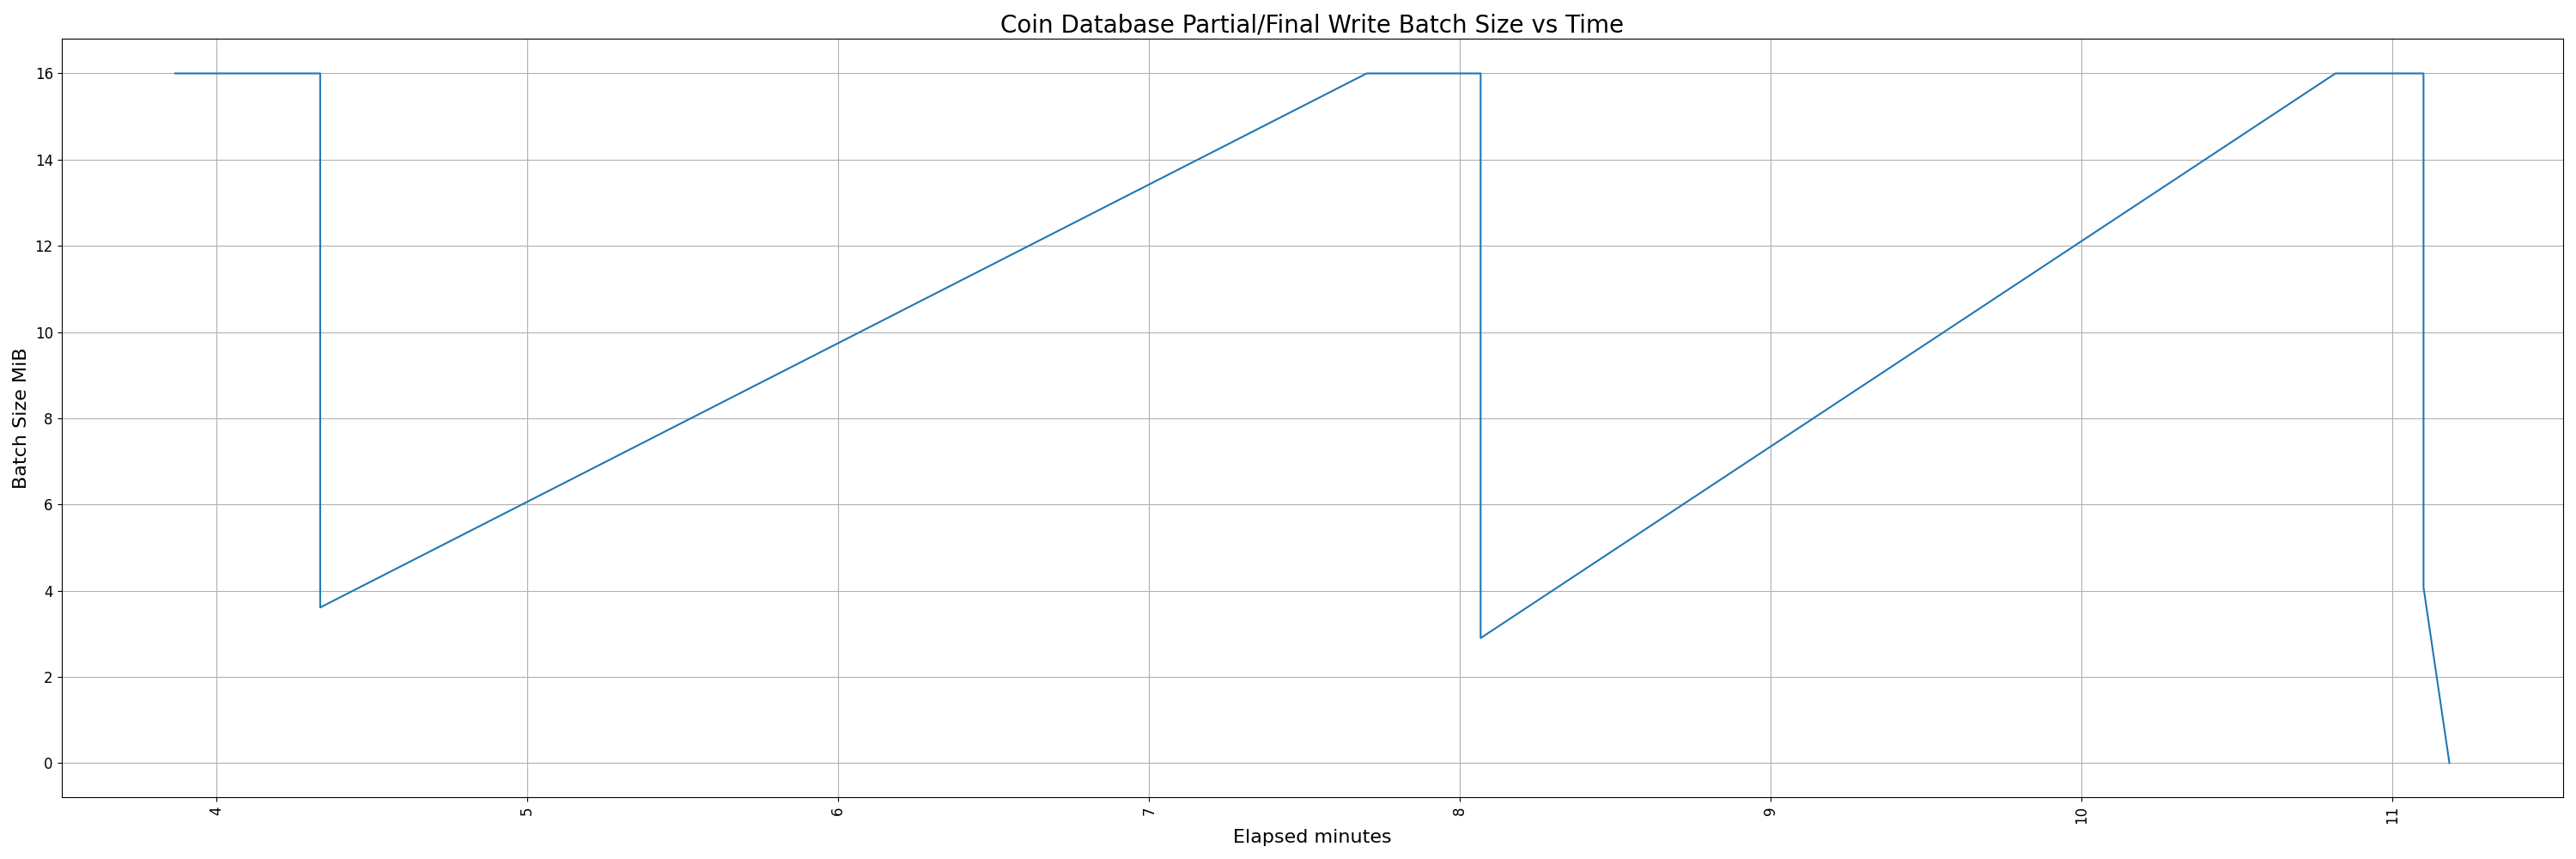 Coin Database Partial/Final Write Batch Size vs Time
16
14
12
10
8
6
4
2
0
Batch Size MiB
4 5 6 7 8 9 10 11
Elapsed minutes